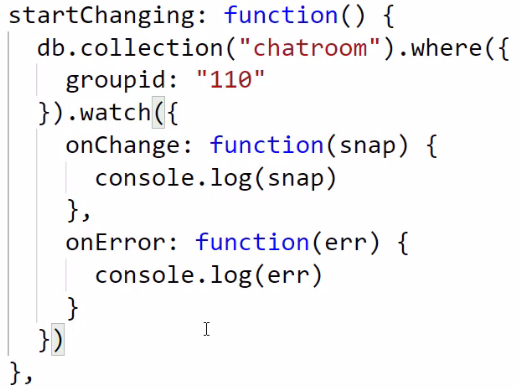 startChanging: function() {
  db.collection("chatroom").where({
    groupid: "110"
  }).watch({
    onChange: function(snap) {
      console.log(snap)
    },
    onError: function(err) {
      console.log(err)
    }
  })
},